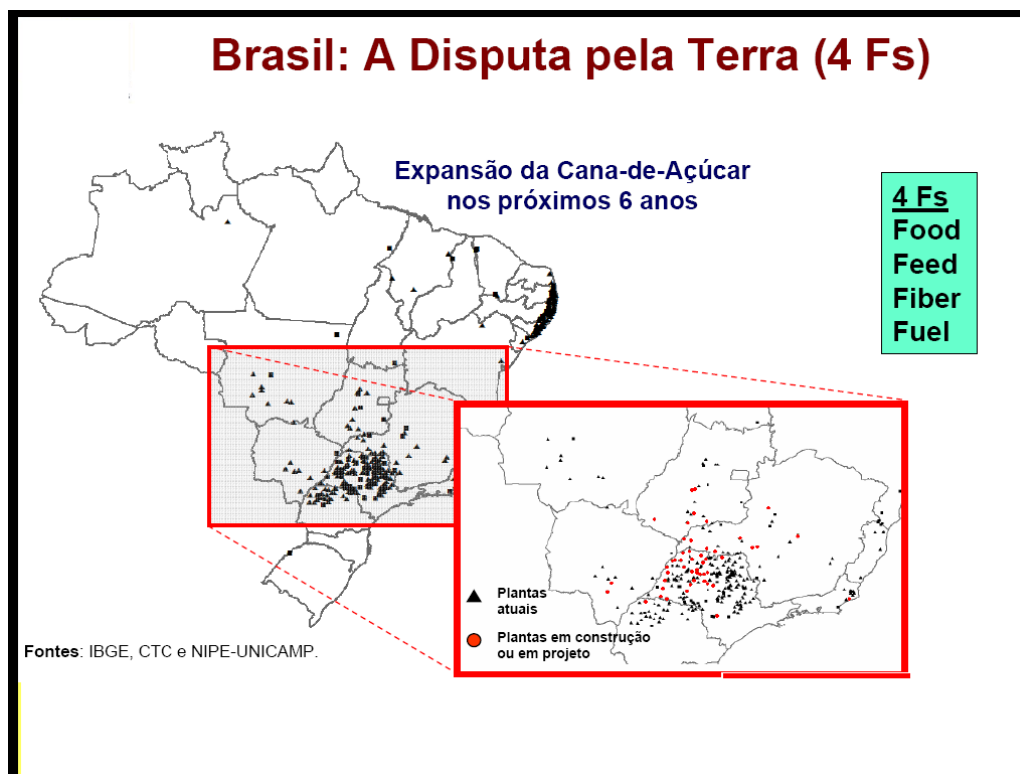 Brasil: A Disputa pela Terra (4 Fs)
Expansão da Cana-de-Açúcar
nos próximos 6 anos
4 Fs
Food
Feed
Fiber
Fuel
Plantas
atuais
Plantas em construção
ou em projeto
Fontes: IBGE, CTC e NIPE-UNICAMP.